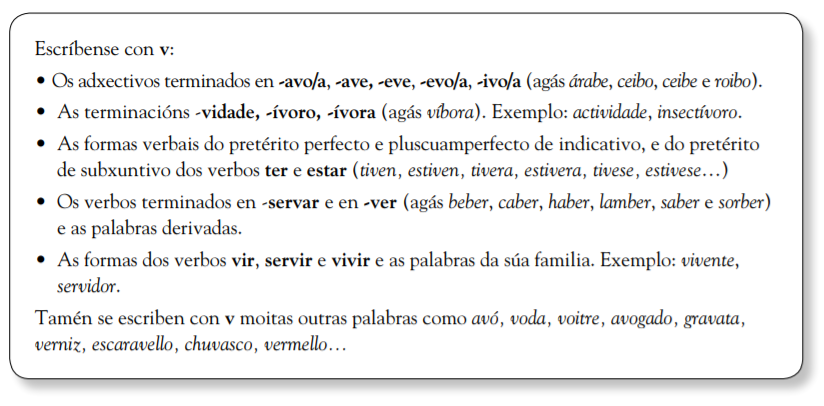 Escríbense con v:
• Os adxectivos terminados en -avo/a, -ave, -eve, -evo/a, -ivo/a (agás árabe, ceibo, ceibe e roibo).
• As terminacións -vidade, -ívoro, -ívora (agás víbora). Exemplo: actividade, insectívoro.
• As formas verbais do pretérito perfecto e pluscuamperfecto de indicativo, e do pretérito
de subxuntivo dos verbos ter e estar (tiven, estiven, tivera, estivera, tivese, estivese...)
• Os verbos terminados en -servar e en -ver (agás beber, caber, haber, lamber, saber e sorber)
e as palabras derivadas.
• As formas dos verbos vir, servir e vivir e as palabras da súa familia. Exemplo: vivente,
servidor.
Tamén se escriben con v moitas outras palabras como avó, voda, voitre, avogado, gravata,
verniz, escaravello, chuvasco, vermello...